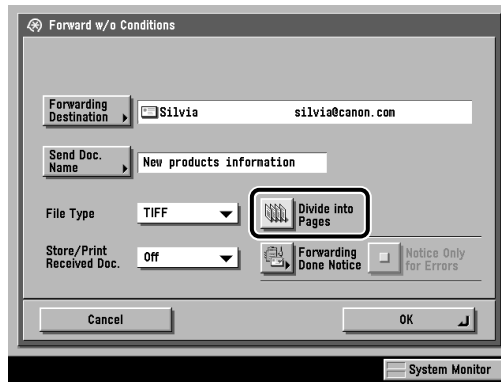 Forward w/o Conditions
Forwarding
Destination
Silvia silvia@canon.com
Send Doc.
Name
New products information
File Type
TIFF
Divide into
Pages
Store/Print
Received Doc.
Off
Forwarding
Done Notice
Notice Only
for Errors
Cancel
OK
System Monitor